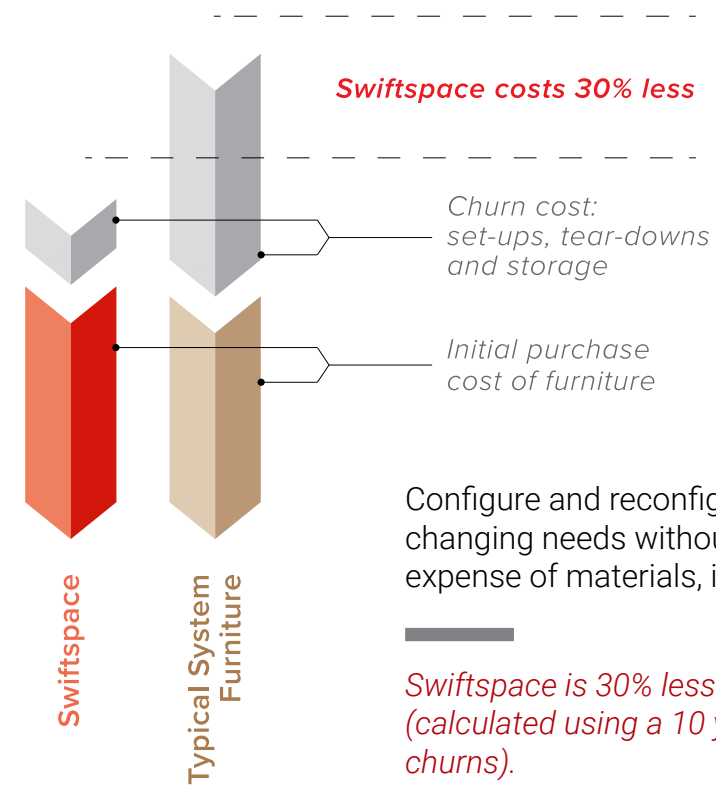 Swiftspace costs 30% less
Churn cost:
set-ups, tear-downs
and storage
Initial purchase
cost of furniture
Swiftspace
Typical System
Furniture
Configure and reconfig
changing needs withou
expense of materials, i
Swiftspace is 30% less
(calculated using a 10 y
churns).